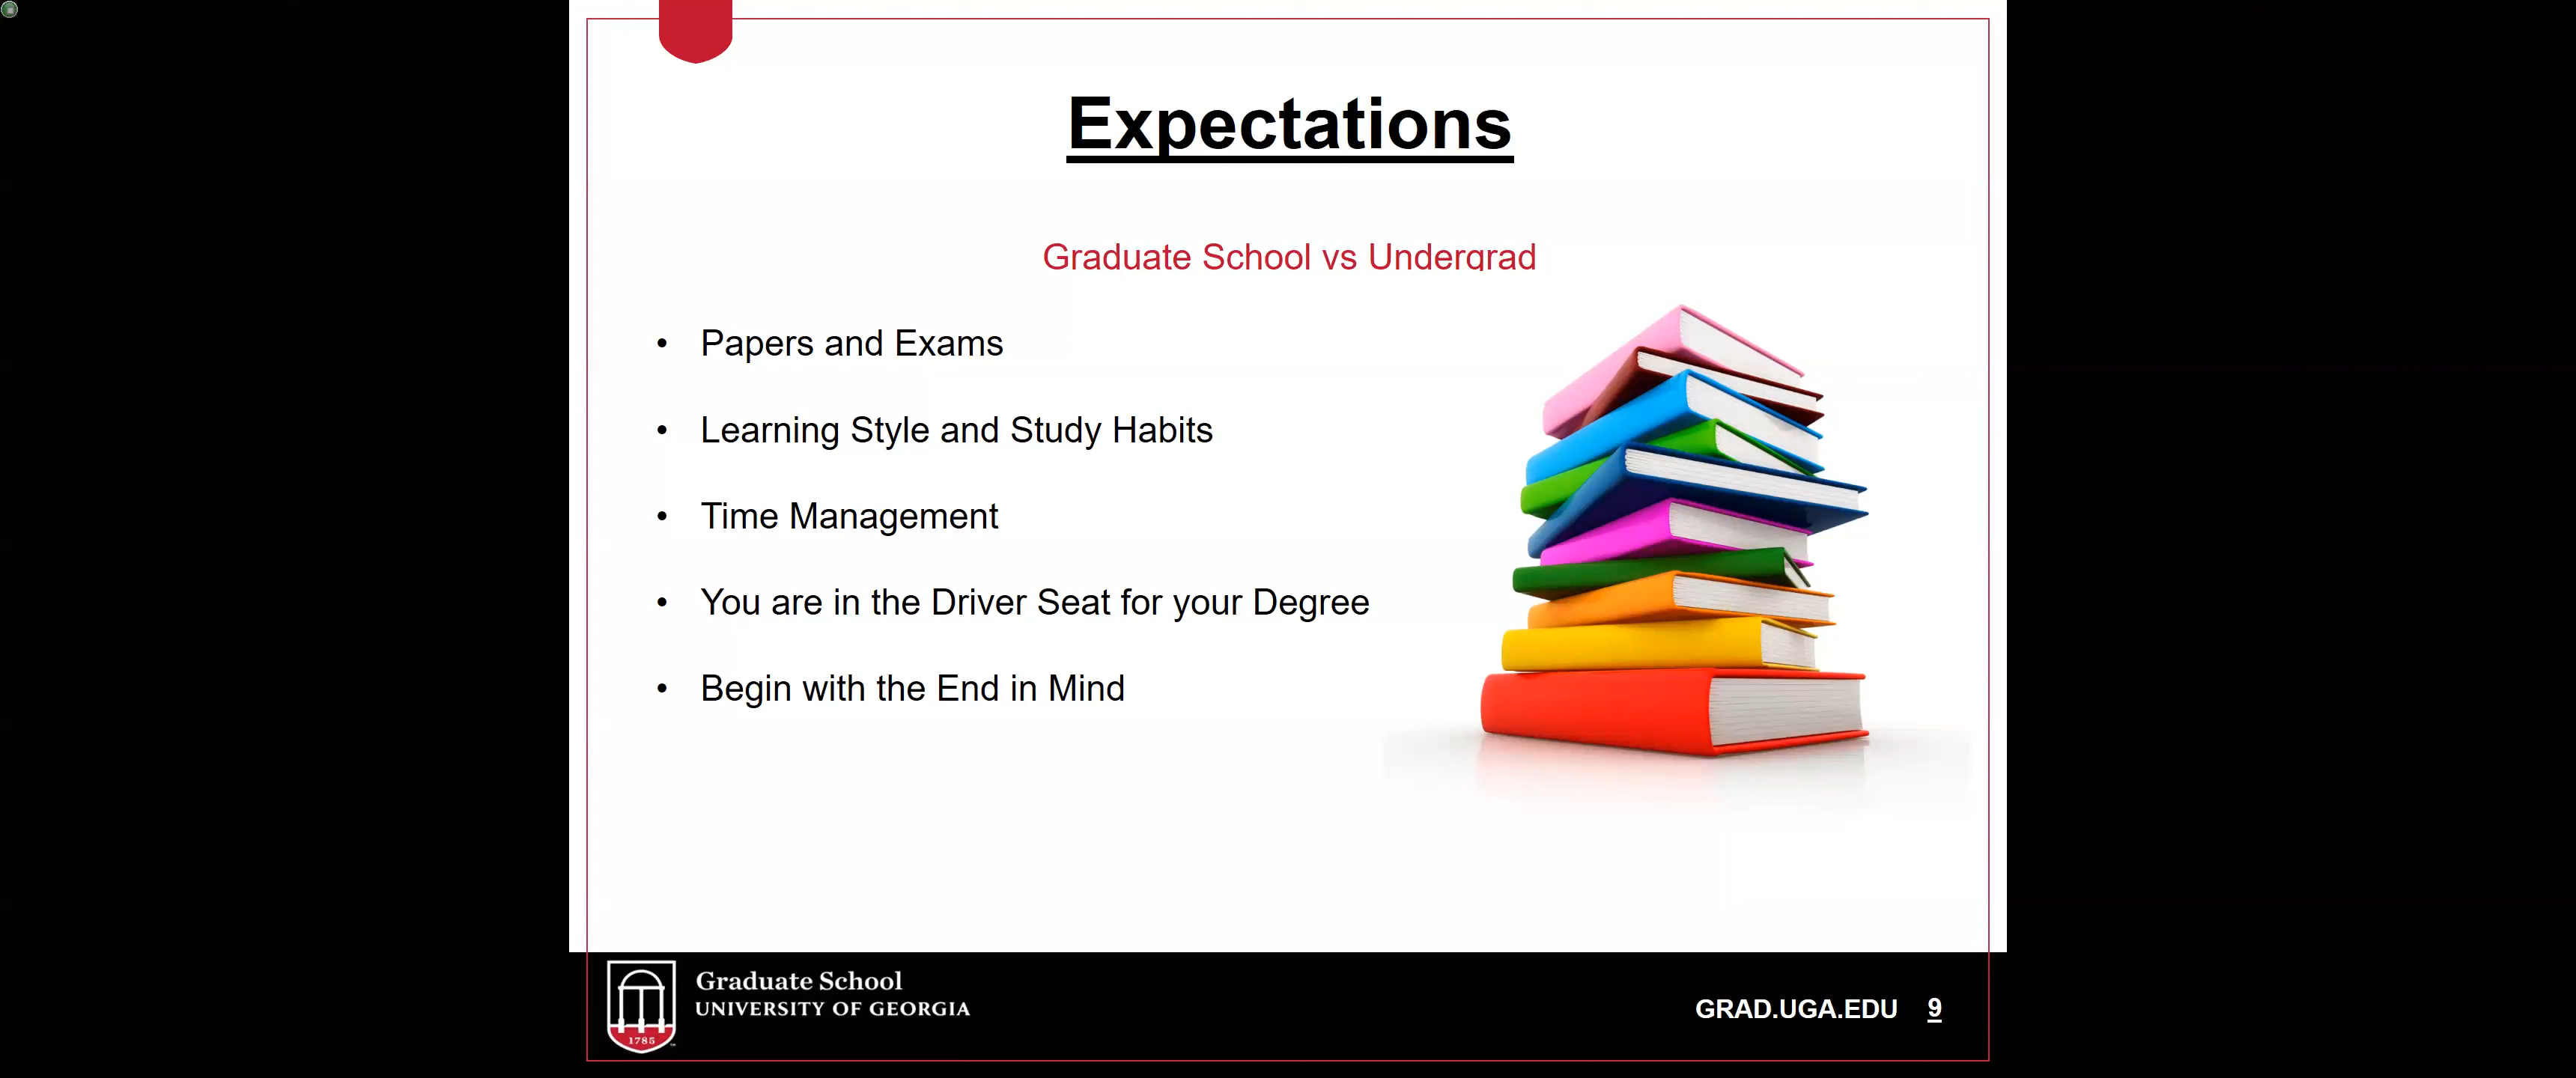 Expectations
Graduate School vs Undergrad
• Papers and Exams
• Learning Style and Study Habits
• Time Management
• You are in the Driver Seat for your Degree
• Begin with the End in Mind
Graduate School
UNIVERSITY OF GEORGIA
1785
GRAD.UGA.EDU 9